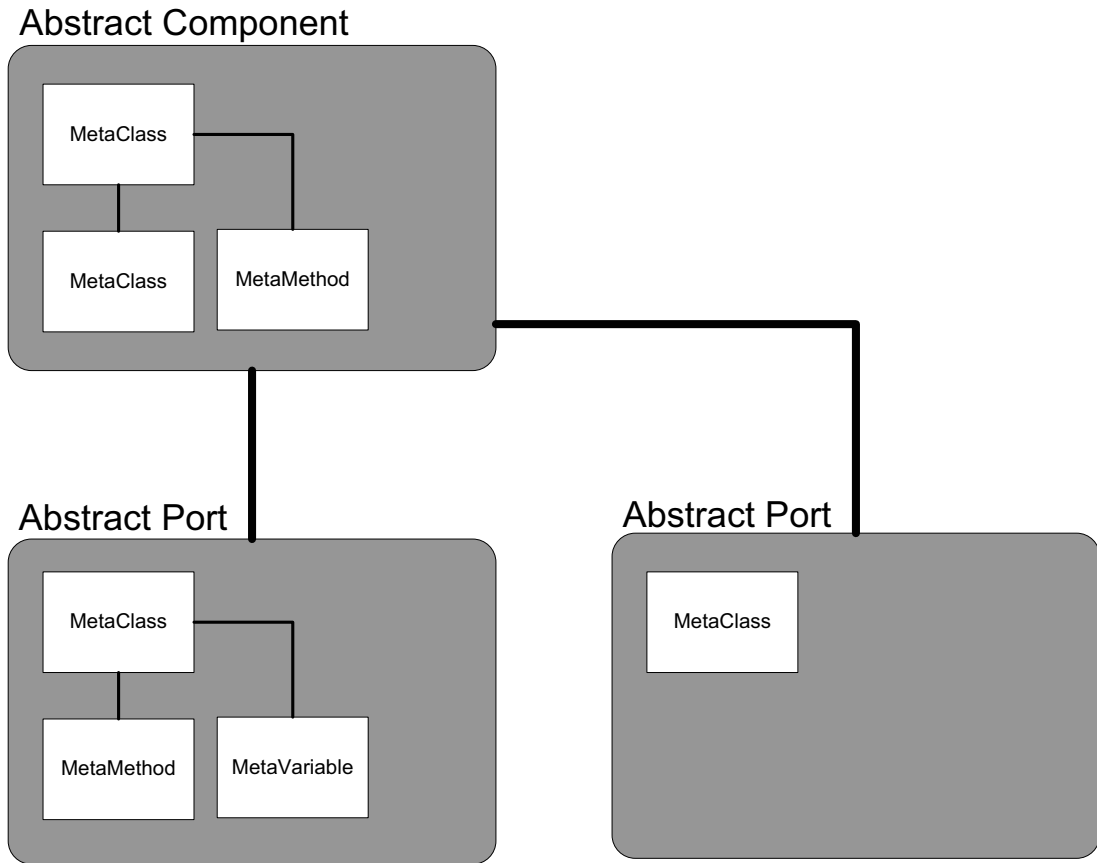 Abstract Component
MetaClass
MetaClass
MetaMethod
Abstract Port
MetaClass
MetaMethod
MetaVariable
Abstract Port
MetaClass